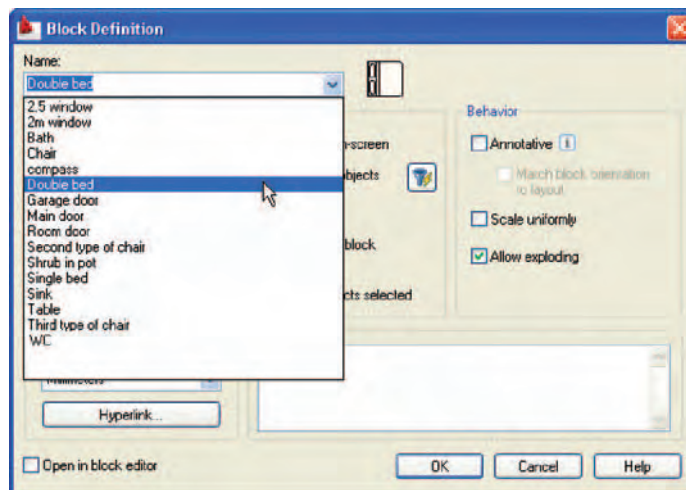 Block Definition
Name:
Double bed
2.5 window
2m window
Bath
Chair
compass
Double bed
Garage door
Main door
Room door
Second type of chair
Shrub in pot
Single bed
Sink
Table
Third type of chair
WC
-screen
bjects
block
cts selected
Behavior
Annotative
Match block orientation
to layout
Scale uniformly
Allow exploding
Millimeters
Hyperlink...
Open in block editor
OK
Cancel
Help